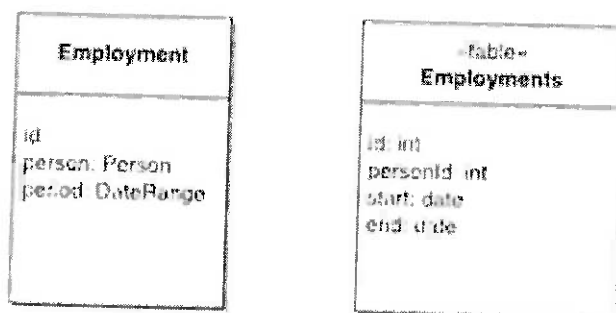 Employment
id
person: Person
period: DateRange
«table»
Employments
id: int
personId: int
start: date
end: date